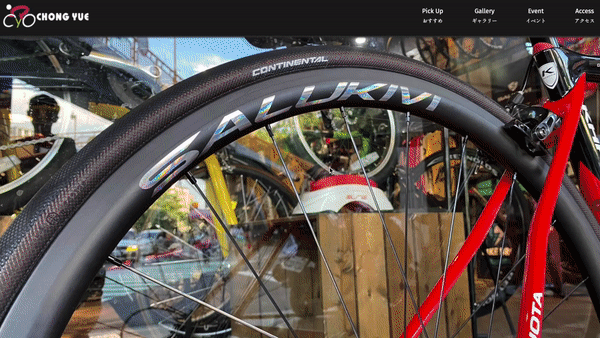 CHONG YUE
Pick Up
おすすめ
Gallery
ギャラリー
Event
イベント
Access
アクセス
CONTINENTAL
SALUKIVI
K